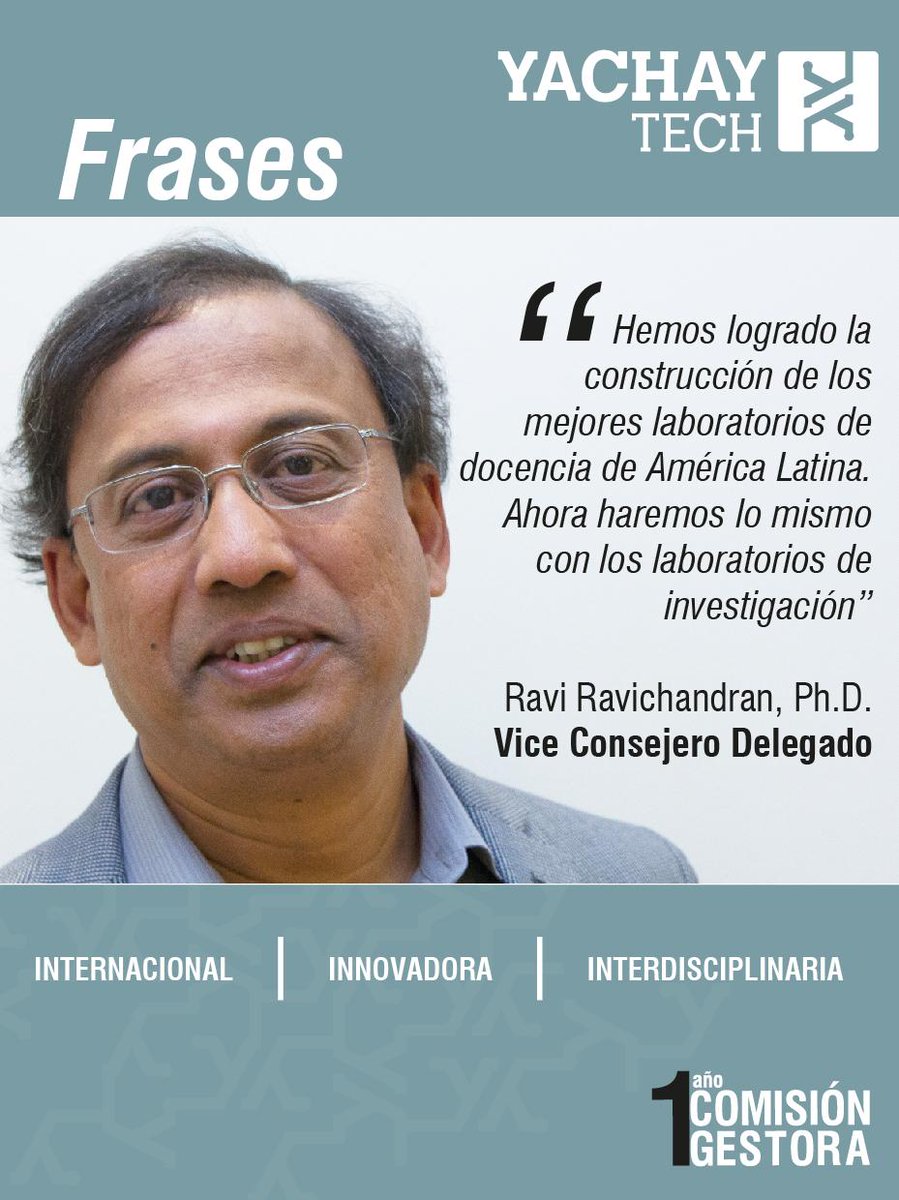 YACHAY
TECH
Frases
“ Hemos logrado la
construcción de los
mejores laboratorios de
docencia de América Latina.
Ahora haremos lo mismo
con los laboratorios de
investigación”
Ravi Ravichandran, Ph.D.
Vice Consejero Delegado
INTERNACIONAL | INNOVADORA | INTERDISCIPLINARIA
1 año
COMISIÓN
GESTORA